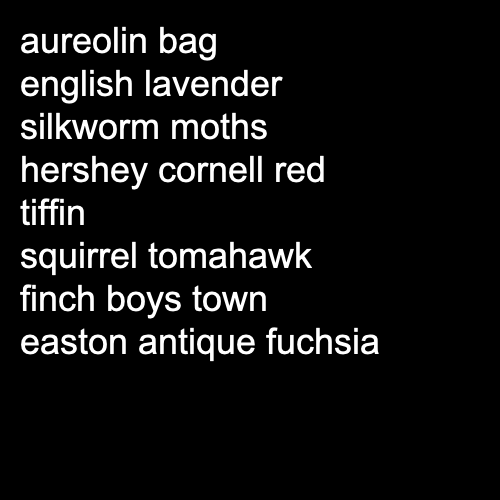 aureolin bag
english lavender
silkworm moths
hershey cornell red
tiffin
squirrel tomahawk
finch boys town
easton antique fuchsia